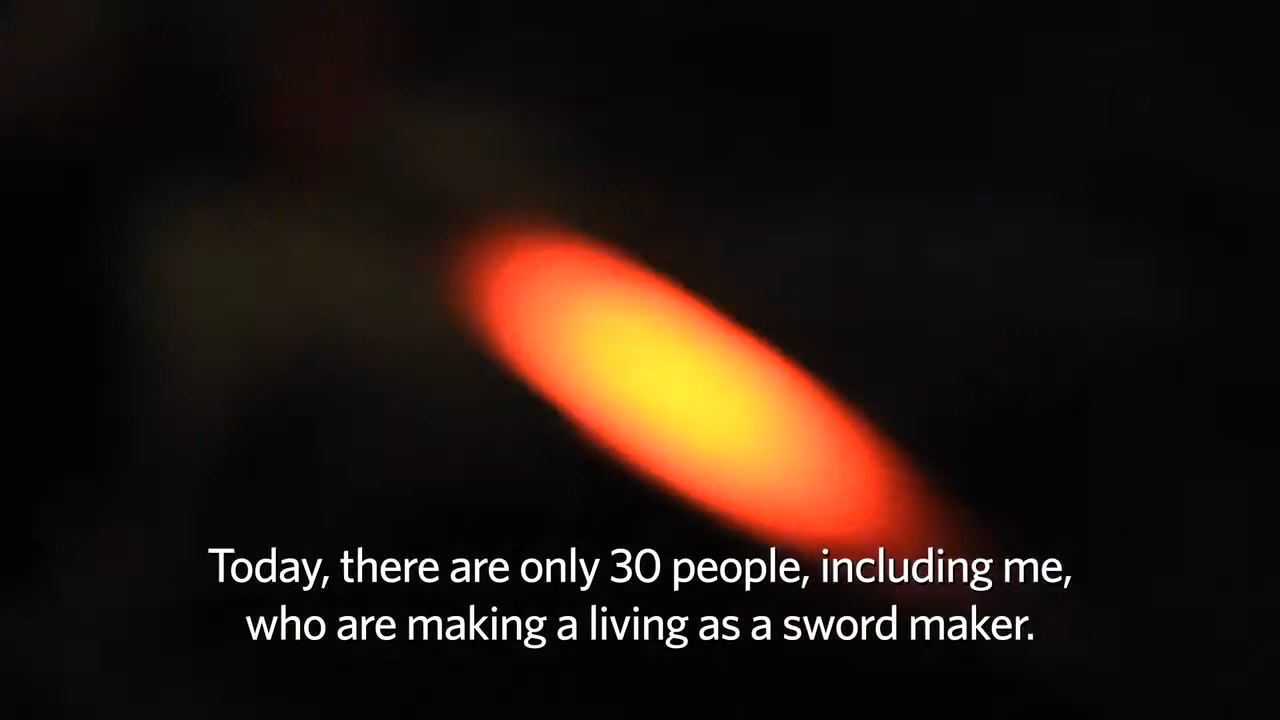 Today, there are only 30 people, including me,
who are making a living as a sword maker.